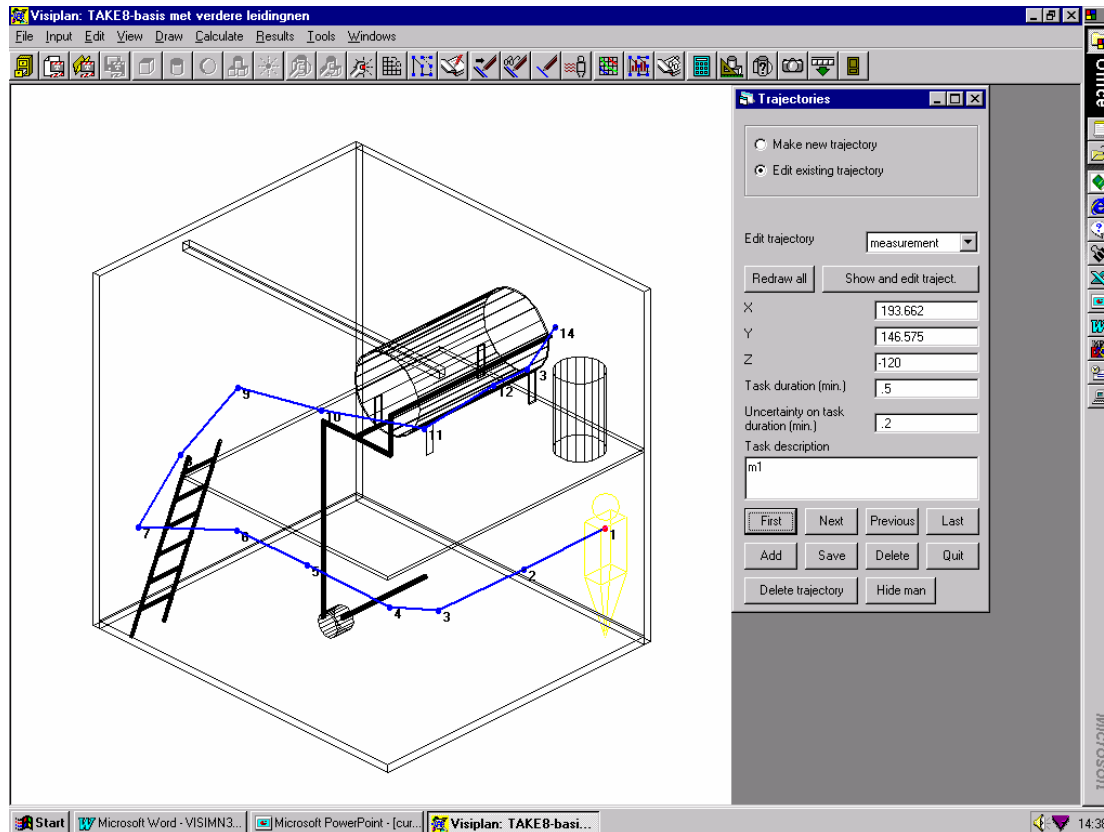 Visiplan: TAKE8-basis met verdere leidingnen
File Input Edit View Draw Calculate Results Tools Windows
Office
Trajectories
Make new trajectory
Edit existing trajectory
Edit trajectory measurement
Redraw all Show and edit traject.
X 193.662
Y 146.575
Z -120
Task duration (min.) .5
Uncertainty on task
duration (min.) .2
Task description
m1
First Next Previous Last
Add Save Delete Quit
Delete trajectory Hide man
14
3
12
9
10
11
1
7
6
5
2
4
3
Microsoft
Start Microsoft Word - VISIMN3... Microsoft PowerPoint - [cur... Visiplan: TAKE8-basi... 14:38